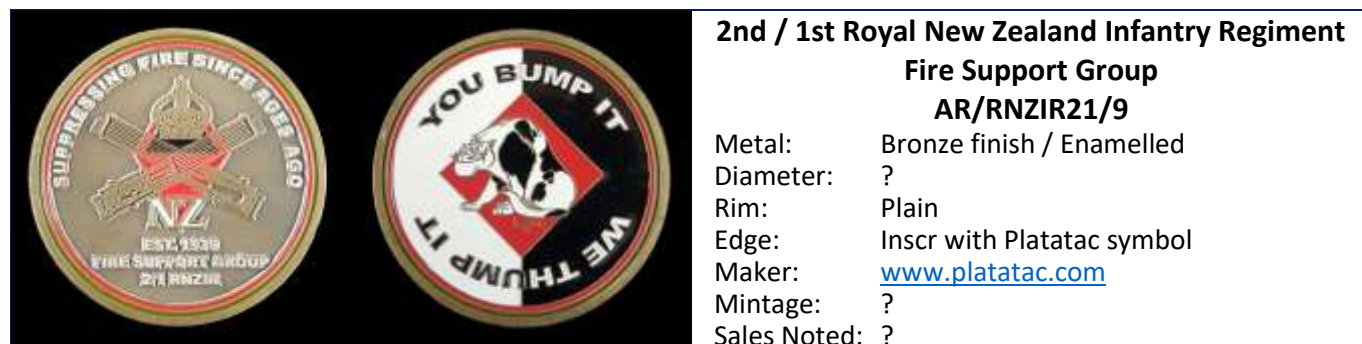 SUPPRESSING FIRE SINCE AGES AGO
NZ
EST. 1939
FIRE SUPPORT GROUP
2/1 RNZIR
YOU BUMP IT
WE THUMP IT
2nd / 1st Royal New Zealand Infantry Regiment
Fire Support Group
AR/RNZIR21/9
Metal: Bronze finish / Enamelled
Diameter: ?
Rim: Plain
Edge: Inscr with Platatac symbol
Maker: www.platatac.com
Mintage: ?
Sales Noted: ?